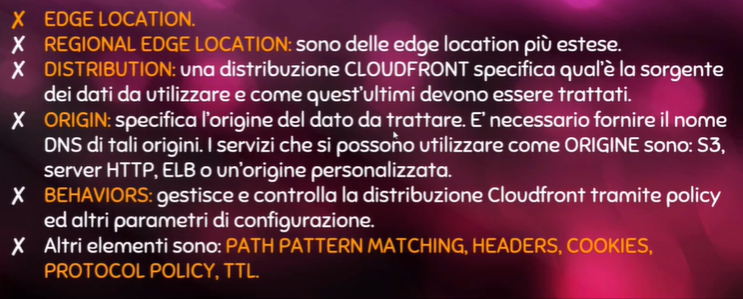 ✗ EDGE LOCATION.
✗ REGIONAL EDGE LOCATION: sono delle edge location più estese.
✗ DISTRIBUTION: una distribuzione CLOUDFRONT specifica qual'è la sorgente
dei dati da utilizzare e come quest'ultimi devono essere trattati.
✗ ORIGIN: specifica l'origine del dato da trattare. E' necessario fornire il nome
DNS di tali origini. I servizi che si possono utilizzare come ORIGINE sono: S3,
server HTTP, ELB o un'origine personalizzata.
✗ BEHAVIORS: gestisce e controlla la distribuzione Cloudfront tramite policy
ed altri parametri di configurazione.
✗ Altri elementi sono: PATH PATTERN MATCHING, HEADERS, COOKIES,
PROTOCOL POLICY, TTL.